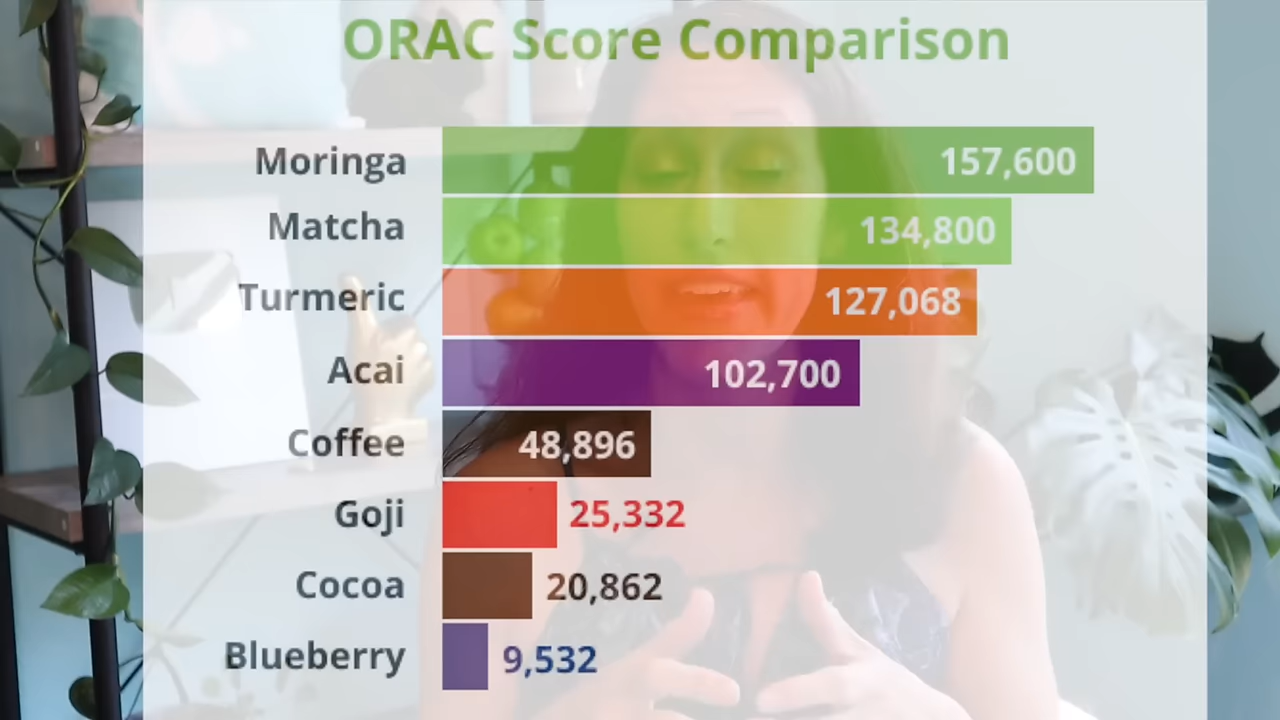 ORAC Score Comparison
Moringa 157,600
Matcha 134,800
Turmeric 127,068
Acai 102,700
Coffee 48,896
Goji 25,332
Cocoa 20,862
Blueberry 9,532